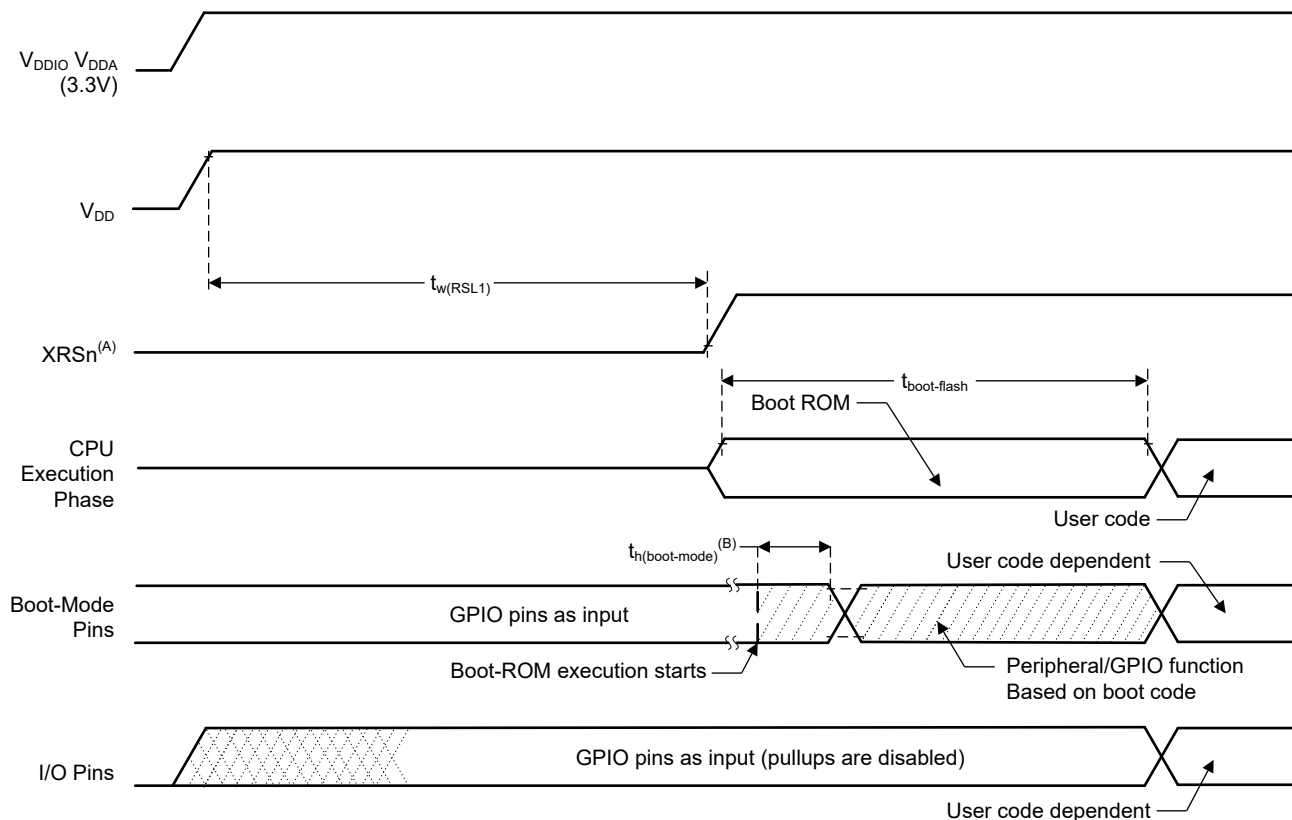 VDDIO VDDA
(3.3V)
VDD
tw(RSL1)
XRSn(A)
tboot-flash
Boot ROM
CPU
Execution
Phase
User code
th(boot-mode)(B)
User code dependent
Boot-Mode
Pins
GPIO pins as input
Boot-ROM execution starts
Peripheral/GPIO function
Based on boot code
I/O Pins
GPIO pins as input (pullups are disabled)
User code dependent